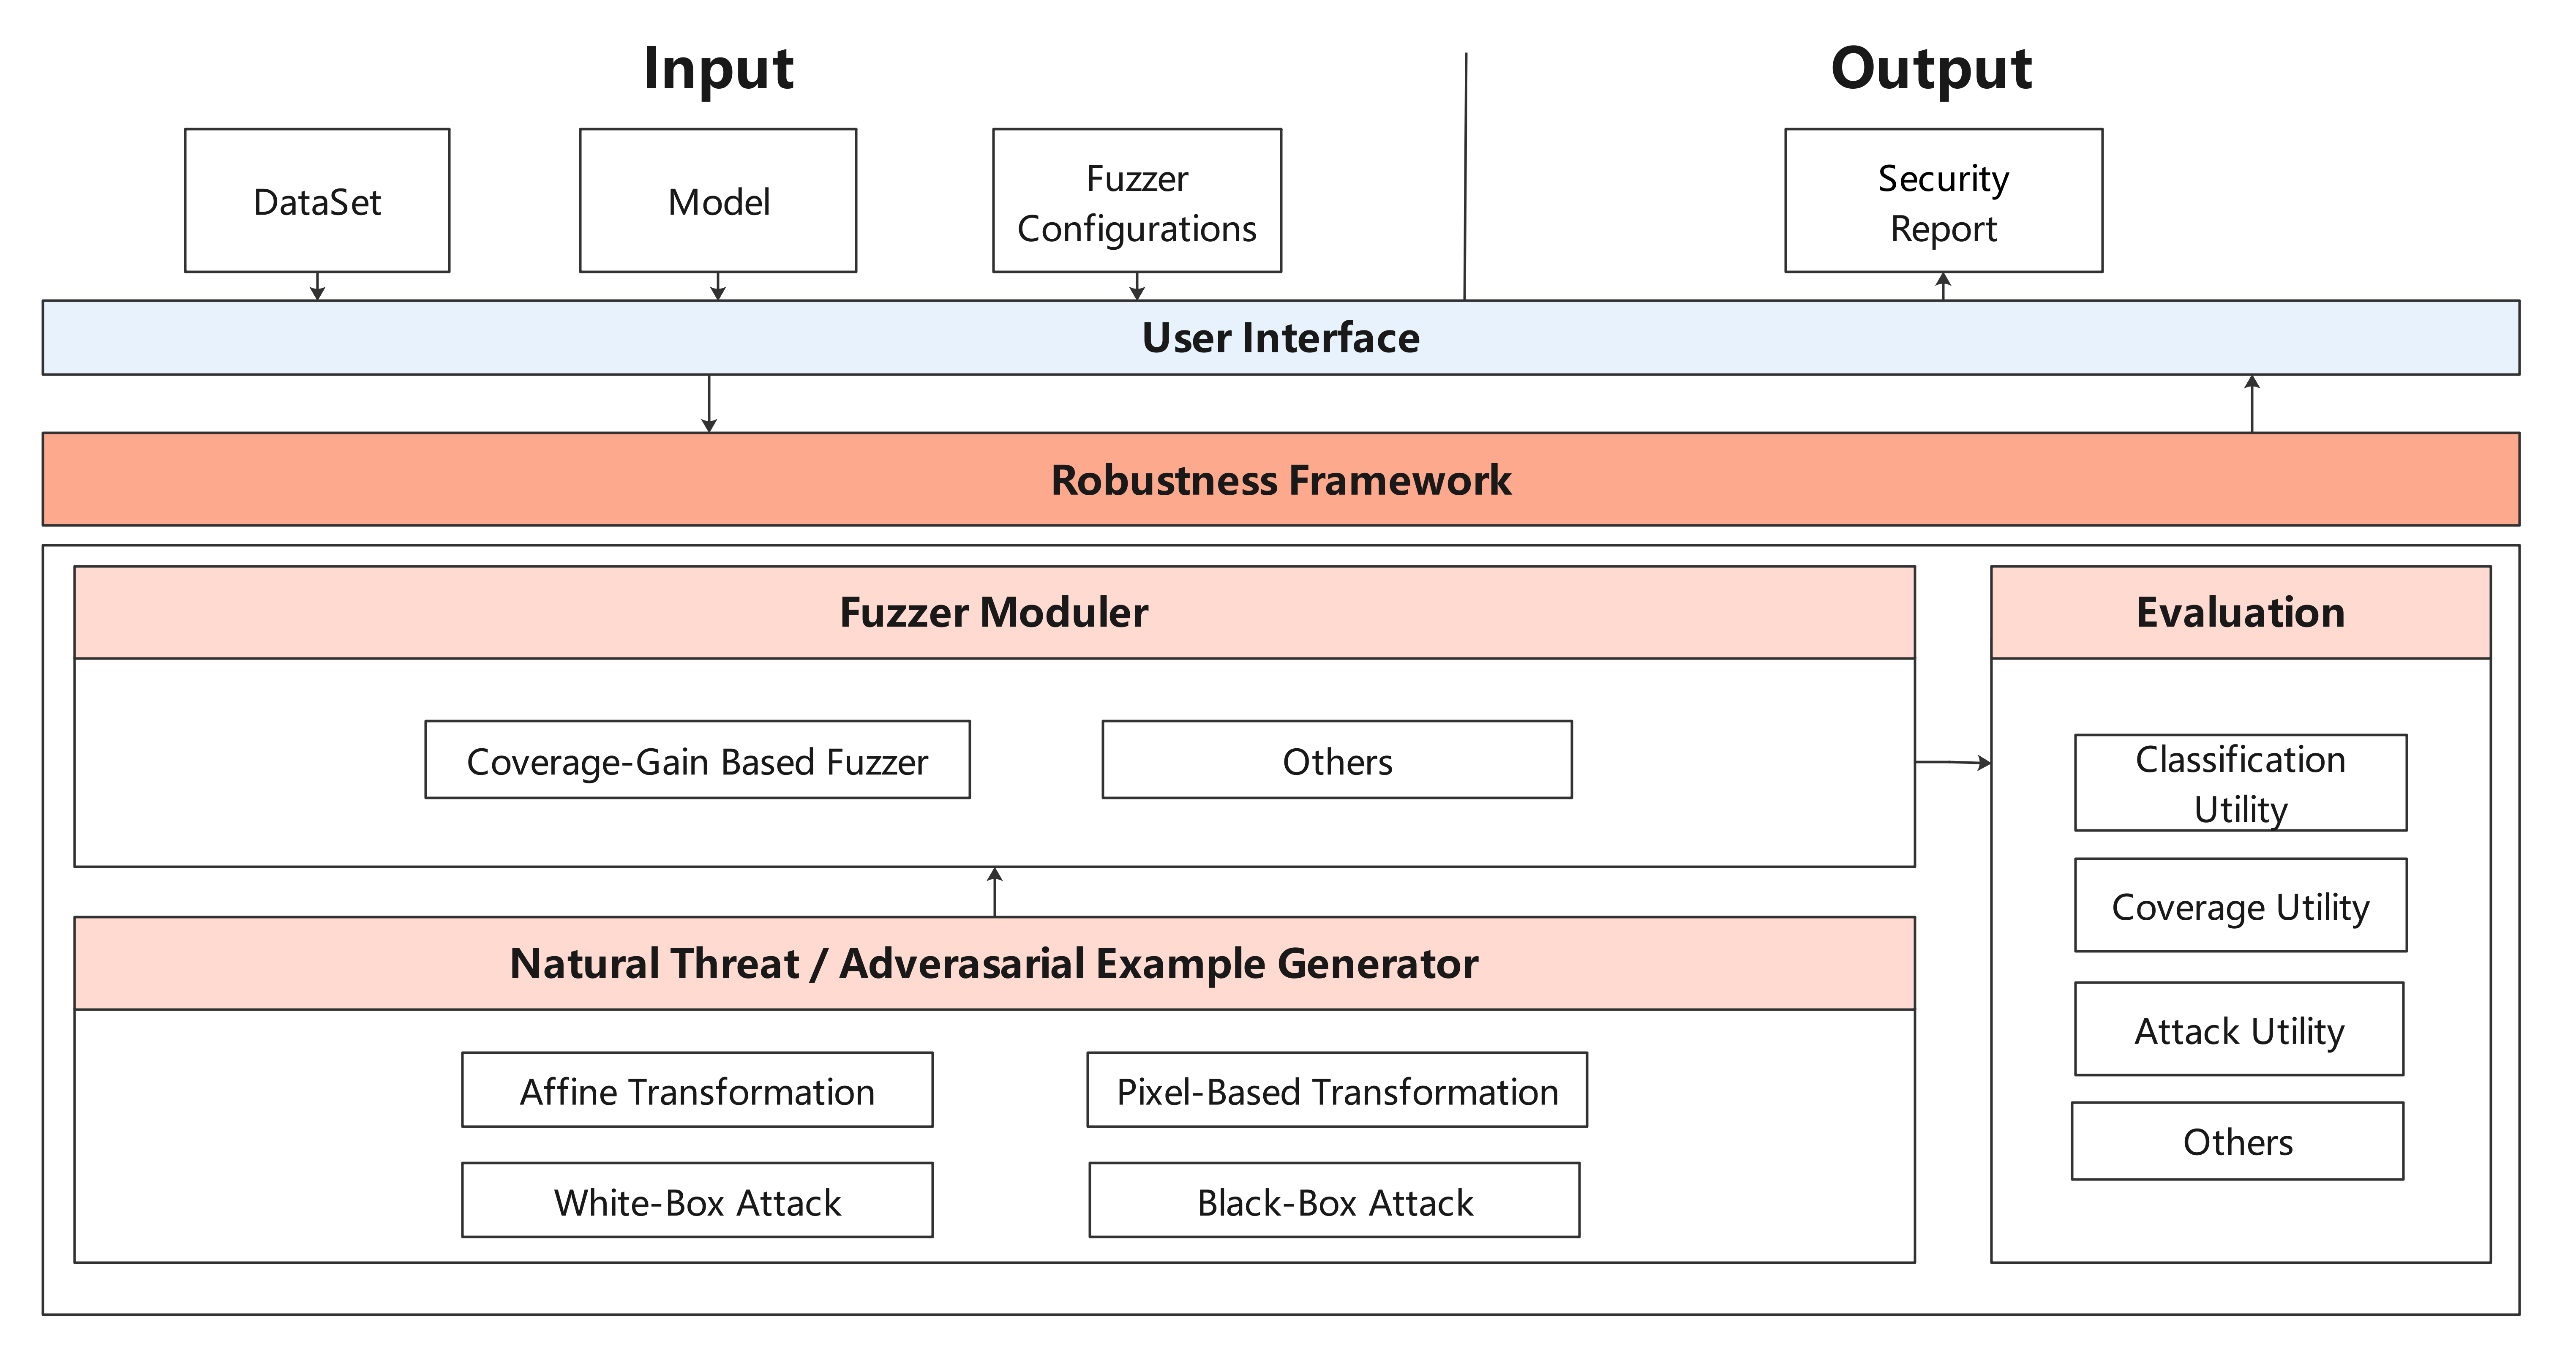 Input
Output
DataSet
Model
Fuzzer
Configurations
Security
Report
User Interface
Robustness Framework
Fuzzer Moduler
Coverage-Gain Based Fuzzer
Others
Natural Threat / Adverasarial Example Generator
Affine Transformation
Pixel-Based Transformation
White-Box Attack
Black-Box Attack
Evaluation
Classification
Utility
Coverage Utility
Attack Utility
Others